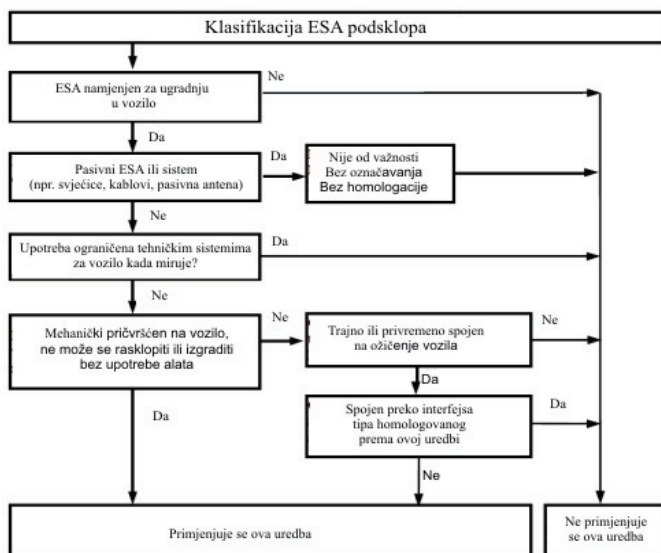 Klasifikacija ESA podsklopa
ESA namjenjen za ugradnju
u vozilo
Ne
Da
Pasivni ESA ili sistem
(npr. svjećice, kablovi, pasivna antena)
Da
Nije od važnosti
Bez označavanja
Bez homologacije
Ne
Upotreba ograničena tehničkim sistemima
za vozilo kada miruje?
Da
Ne
Mehanički pričvršćen na vozilo,
ne može se rasklopiti ili izgraditi
bez upotrebe alata
Ne
Trajno ili privremeno spojen
na ožičenje vozila
Ne
Da
Da
Spojen preko interfejsa
tipa homologovanog
prema ovoj uredbi
Da
Ne
Primjenjuje se ova uredba
Ne primjenjuje
se ova uredba